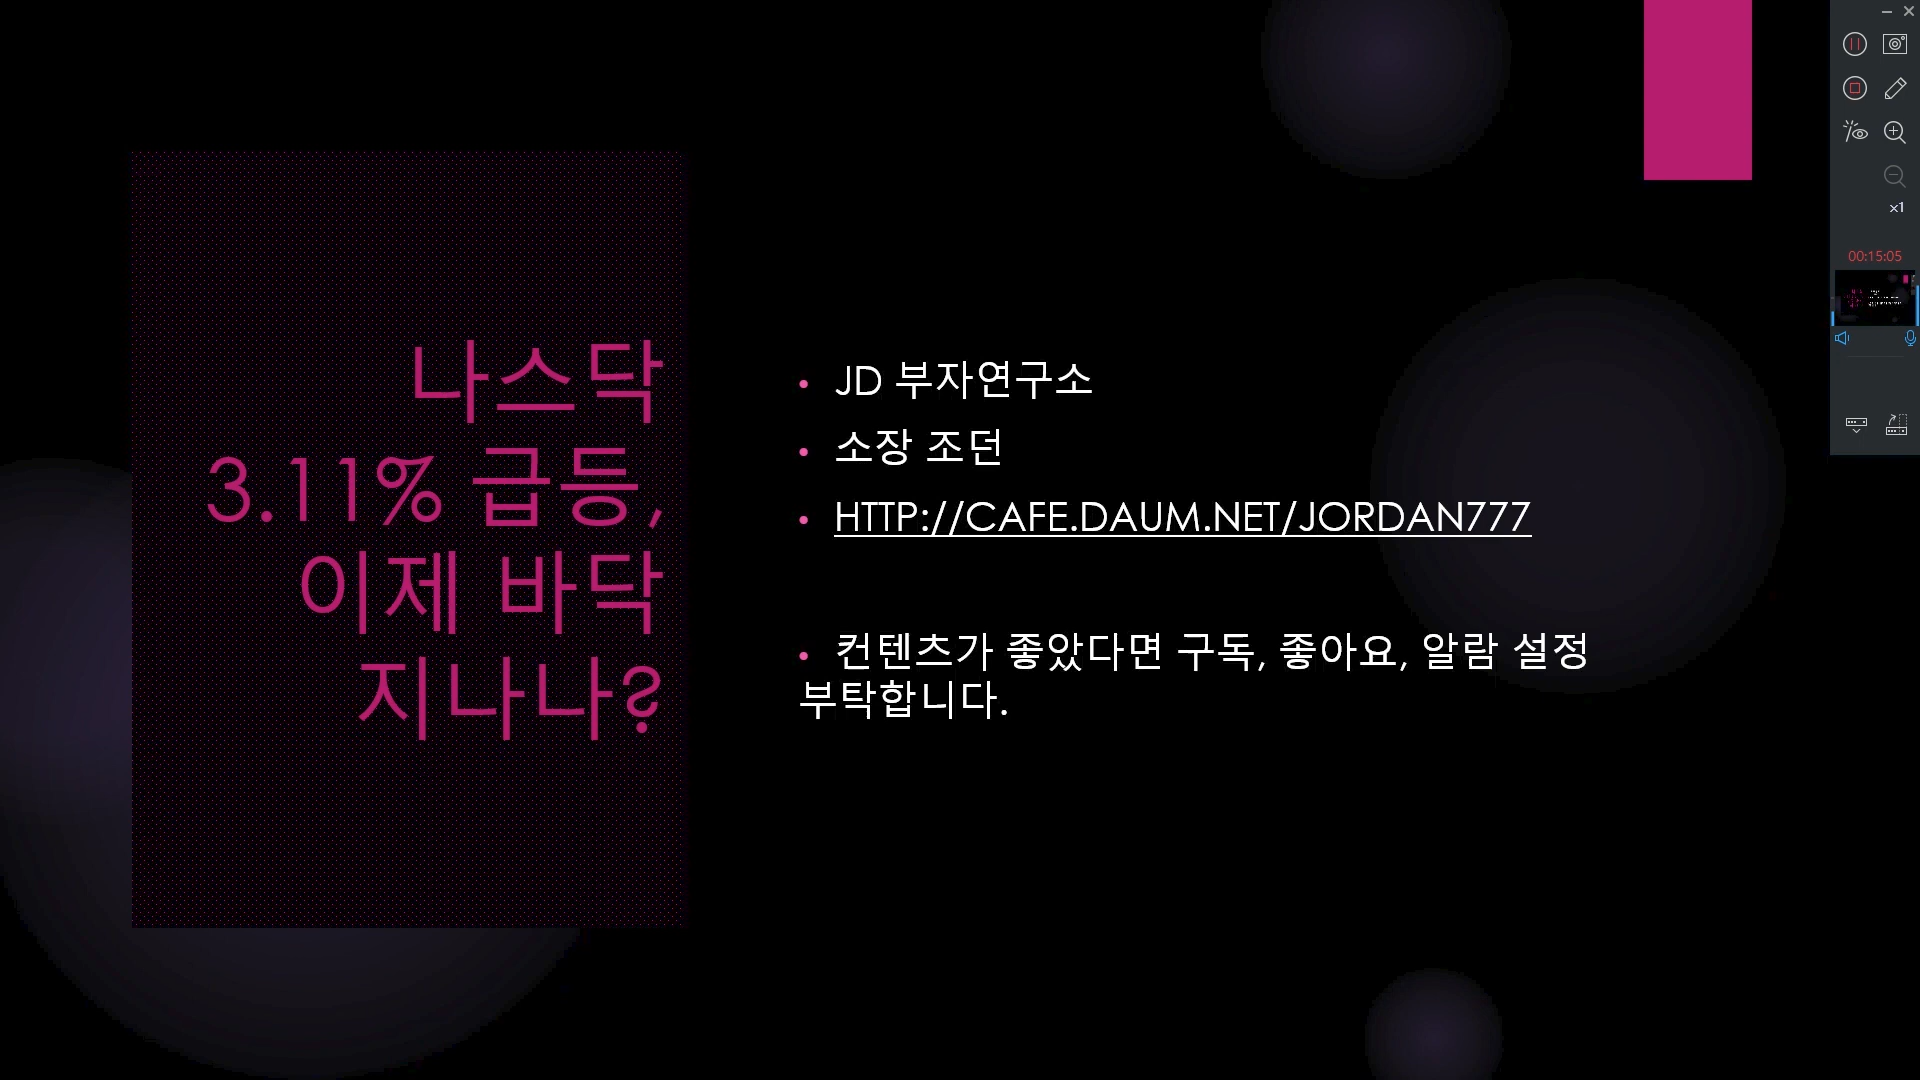 나스닥
3.11% 급등,
이제 바닥
지나나?
• JD 부자연구소
• 소장 조던
• HTTP://CAFE.DAUM.NET/JORDAN777
• 컨텐츠가 좋았다면 구독, 좋아요, 알람 설정
부탁합니다.
x1
00:15:05